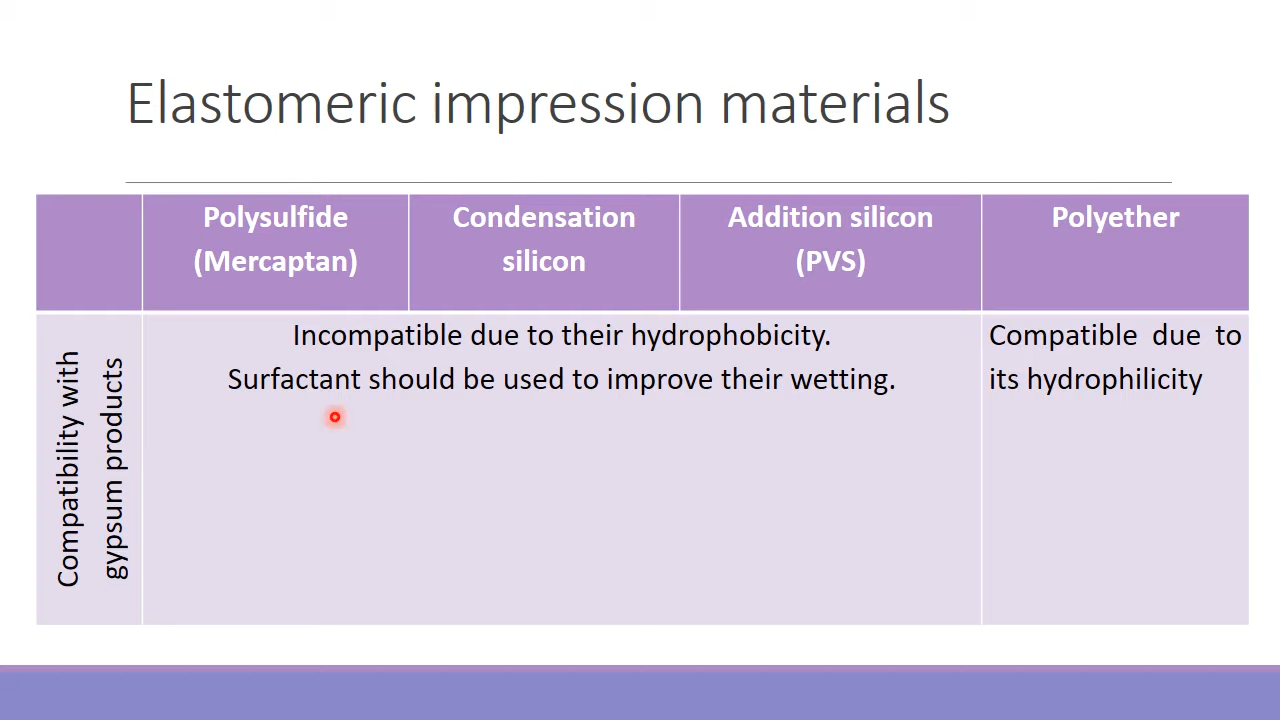 Elastomeric impression materials
Polysulfide
(Mercaptan)
Condensation
silicon
Addition silicon
(PVS)
Polyether
Compatibility with
gypsum products
Incompatible due to their hydrophobicity.
Surfactant should be used to improve their wetting.
Compatible due to
its hydrophilicity